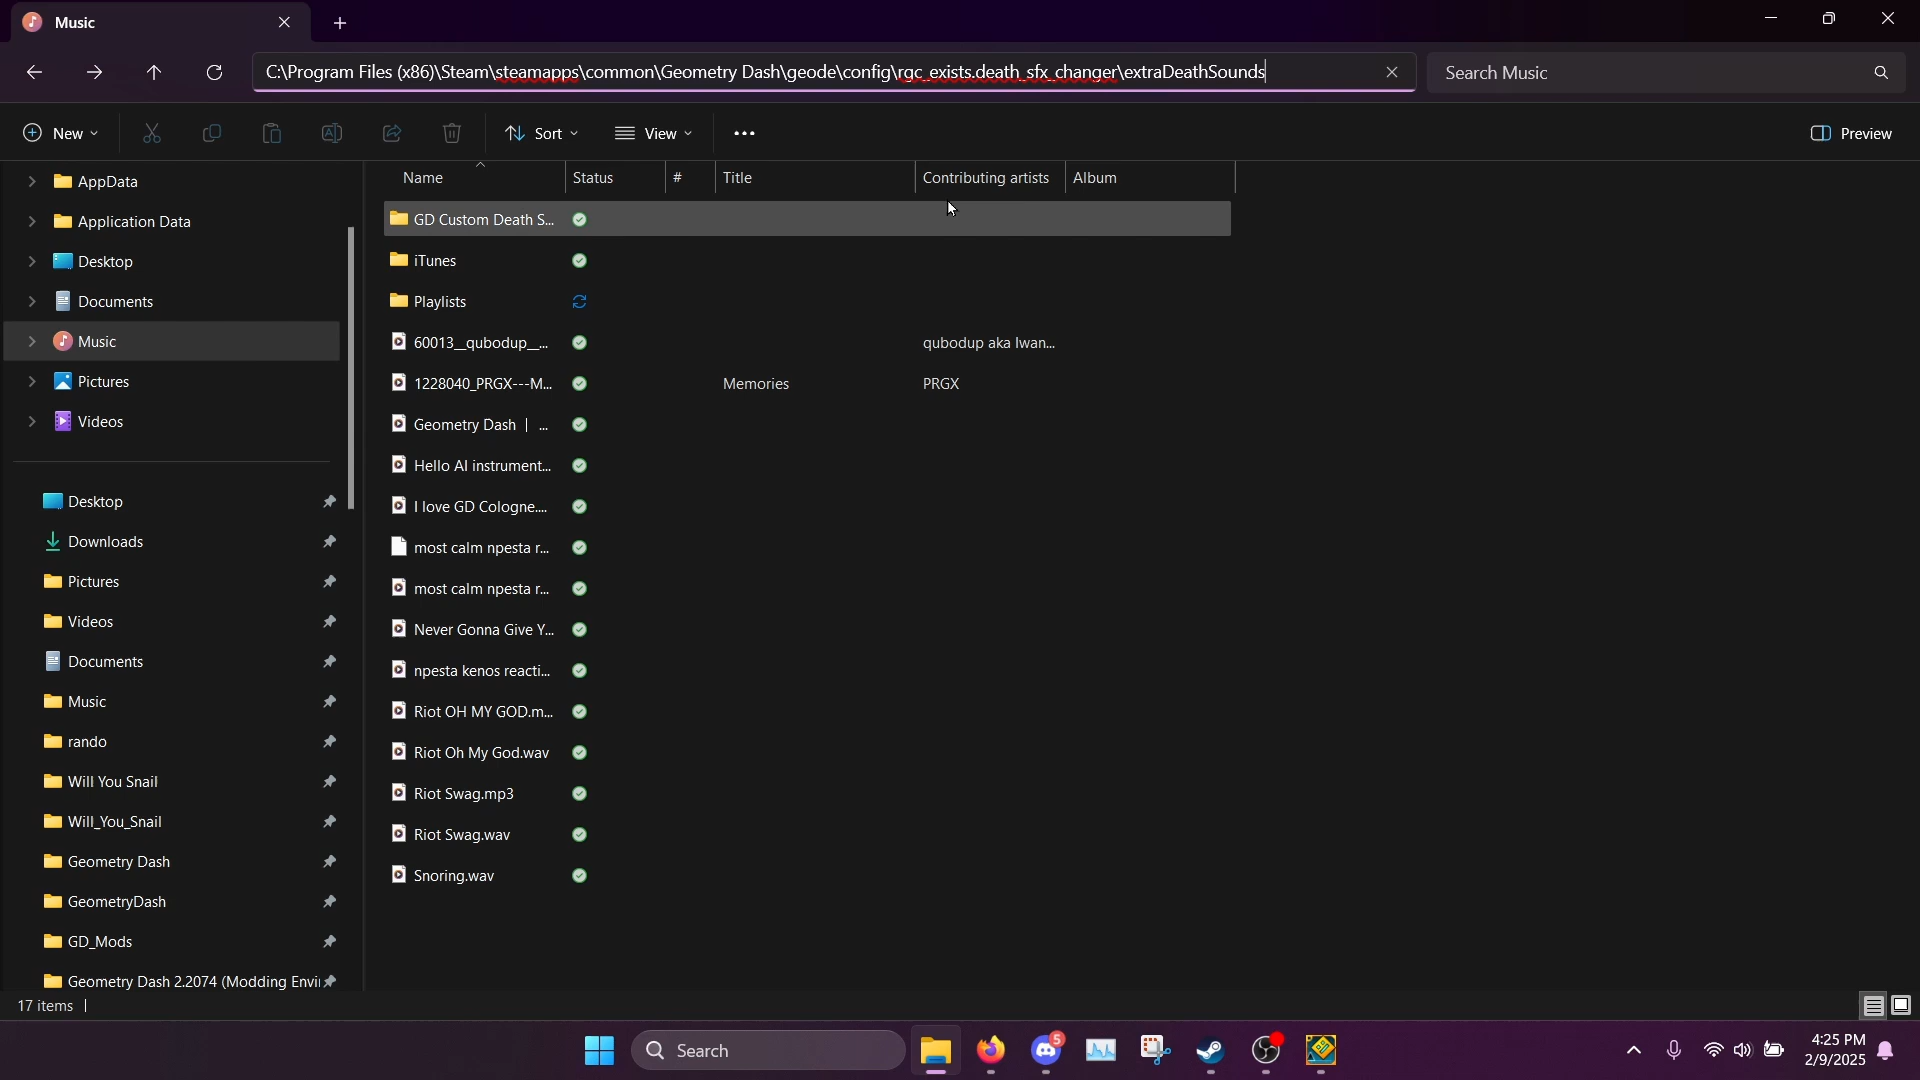 Music
C:\Program Files (x86)\Steam\steamapps\common\Geometry Dash\geode\config\rgc_exists.death_sfx_changer\extraDeathSounds
Search Music
New
Sort
View
Preview
Name
Status
#
Title
Contributing artists
Album
AppData
Application Data
Desktop
Documents
Music
Pictures
Videos
Desktop
Downloads
Pictures
Videos
Documents
Music
rando
Will You Snail
Will_You_Snail
Geometry Dash
GeometryDash
GD_Mods
Geometry Dash 2.2074 (Modding Envi
GD Custom Death S...
iTunes
Playlists
60013__qubodup__... qubodup aka Iwan...
1228040_PRGX---M... Memories PRGX
Geometry Dash | ...
Hello AI instrument...
I love GD Cologne....
most calm npesta r...
most calm npesta r...
Never Gonna Give Y...
npesta kenos reacti...
Riot OH MY GOD.m...
Riot Oh My God.wav
Riot Swag.mp3
Riot Swag.wav
Snoring.wav
17 items
Search
5
4:25 PM
2/9/2025